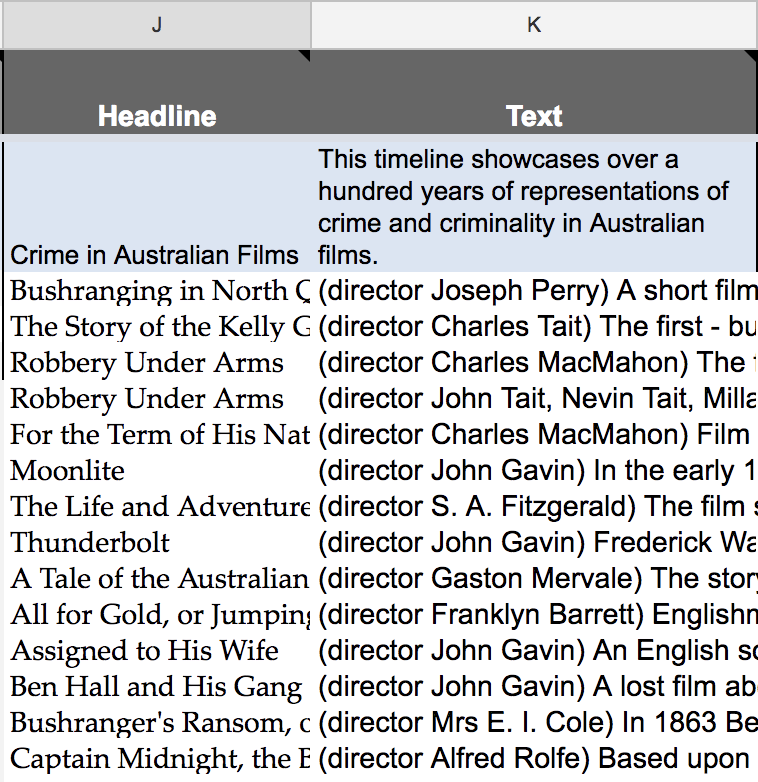 J K
Headline Text
This timeline showcases over a
hundred years of representations of
crime and criminality in Australian
Crime in Australian Films films.
Bushranging in North (director Joseph Perry) A short film
The Story of the Kelly (director Charles Tait) The first - bu
Robbery Under Arms (director Charles MacMahon) The
Robbery Under Arms (director John Tait, Nevin Tait, Milla
For the Term of His Nat (director Charles MacMahon) Film
Moonlite (director John Gavin) In the early 1
The Life and Adventure (director S. A. Fitzgerald) The film
Thunderbolt (director John Gavin) Frederick Wa
A Tale of the Australian (director Gaston Mervale) The story
All for Gold, or Jumping (director Franklyn Barrett) Englishm
Assigned to His Wife (director John Gavin) An English so
Ben Hall and His Gang (director John Gavin) A lost film ab
Bushranger's Ransom, (director Mrs E. I. Cole) In 1863 Be
Captain Midnight, the (director Alfred Rolfe) Based upon